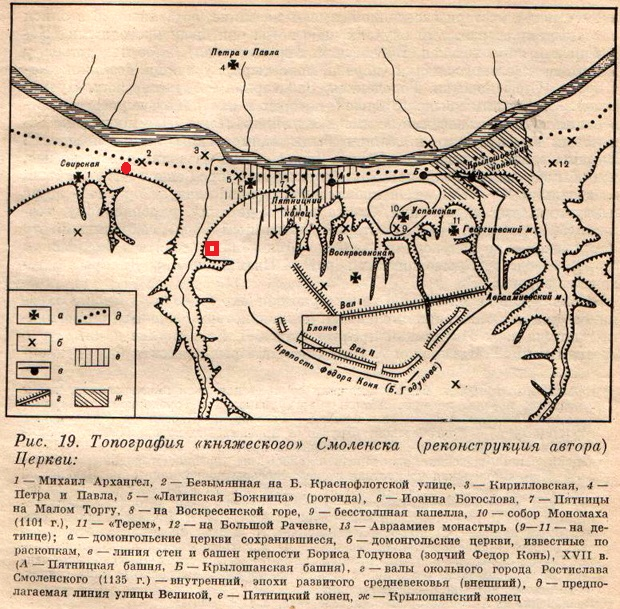 Петра и Павла
4
Свирская
1
2
3
12
5
6
7
А
Б
Крылошовский
конец
Пятницкий
конец
10
Успенская
9
11
Георгиевский м.
8
Воскресенская
Авраамиевский м.
Вал I
Блонье
Вал II
Крепость Федора Коня (Б. Годунова)
а
б
в
г
д
е
ж
Рис. 19. Топография «княжеского» Смоленска (реконструкция автора)
Церкви:
1 — Михаил Архангел, 2 — Безымянная на Б. Краснофлотской улице, 3 — Кирилловская, 4 —
Петра и Павла, 5 — «Латинская Божница» (ротонда), 6 — Иоанна Богослова, 7 — Пятницы
на Малом Торгу, 8 — на Воскресенской горе, 9 — бесстолпная капелла, 10 — собор Мономаха
(1101 г.), 11 — «Терем», 12 — на Большой Рачевке, 13 — Авраамиев монастырь (9—11 — на де-
тинце); а — домонгольские церкви сохранившиеся, б — домонгольские церкви, известные по
раскопкам, в — линия стен и башен крепости Бориса Годунова (зодчий Федор Конь), XVII в.
(А — Пятницкая башня, Б — Крылошанская башня), г — валы окольного города Ростислава
Смоленского (1135 г.) — внутренний, эпохи развитого средневековья (внешний), д — предпо-
лагаемая линия улицы Великой, е — Пятницкий конец, ж — Крылошанский конец